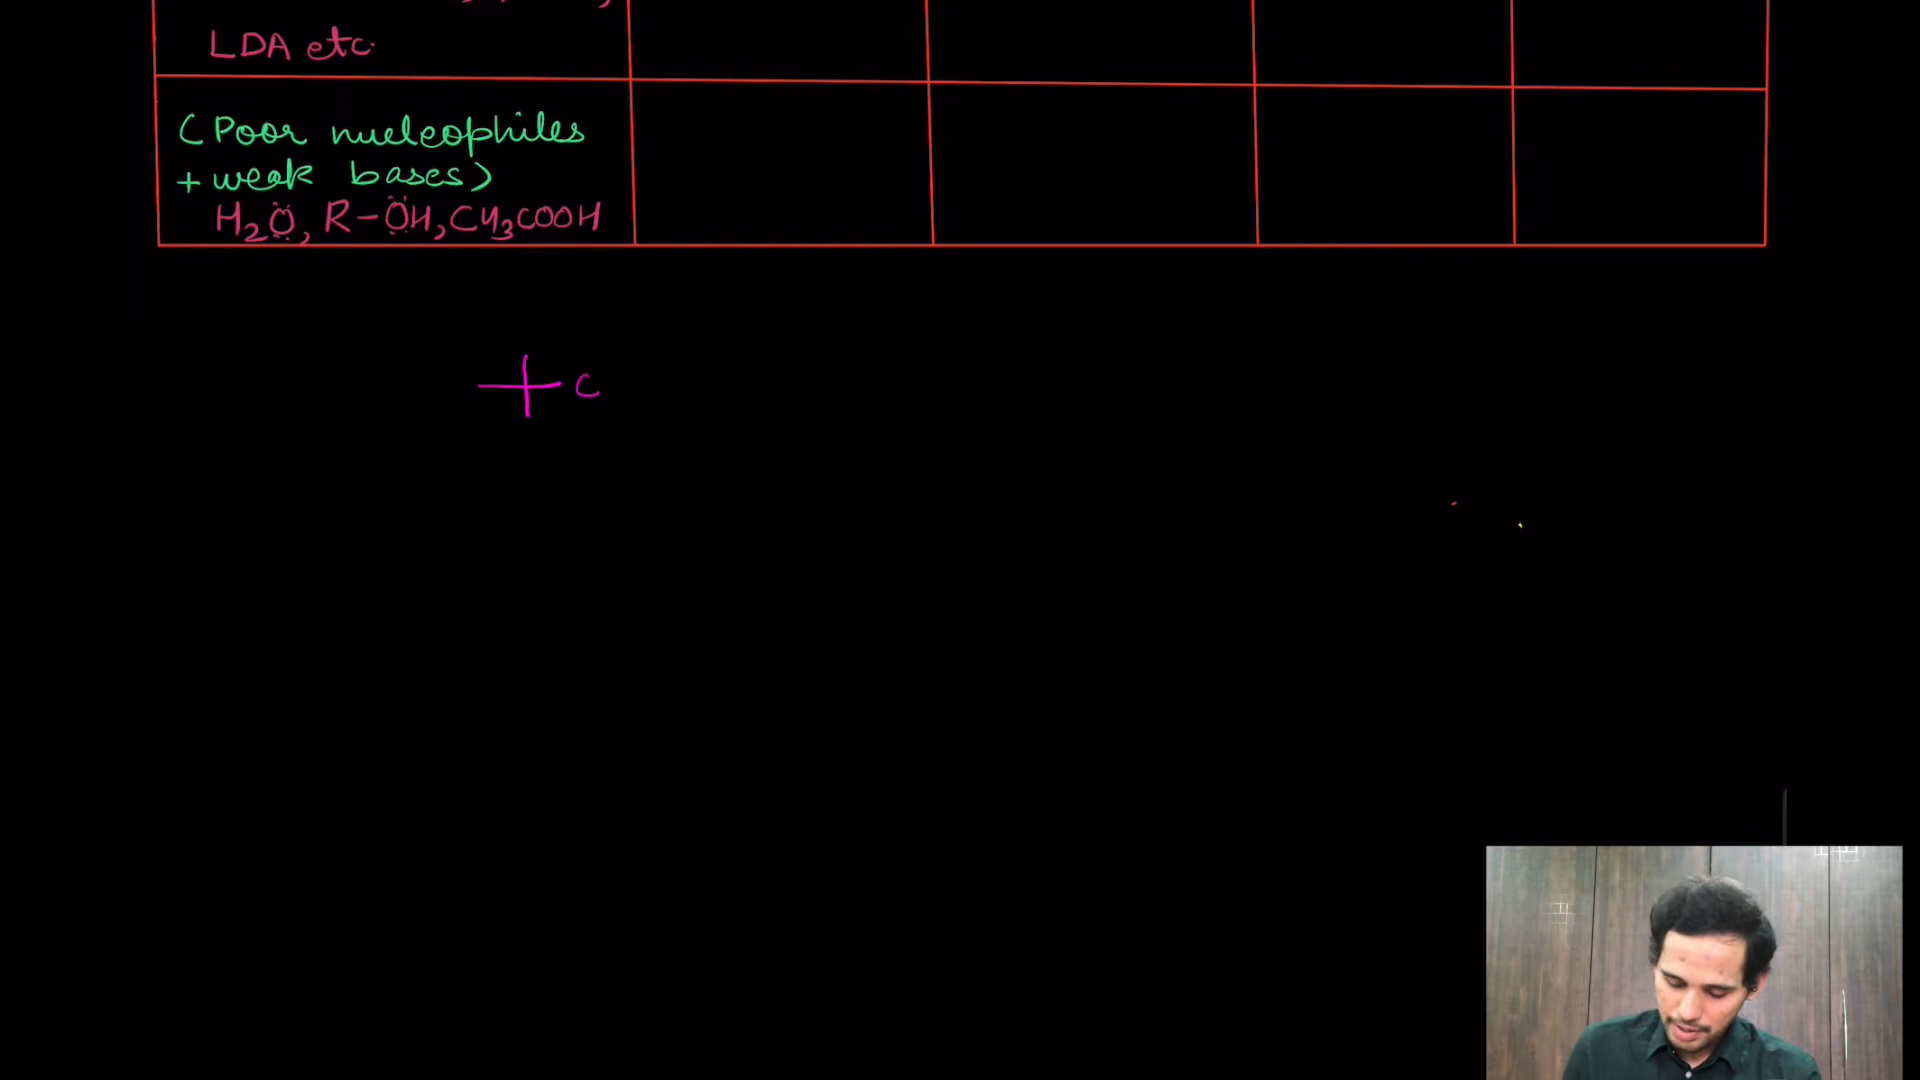 LDA etc.
(Poor nucleophiles
+ weak bases)
H₂Ö, R-ÖH, CH₃COOH
C